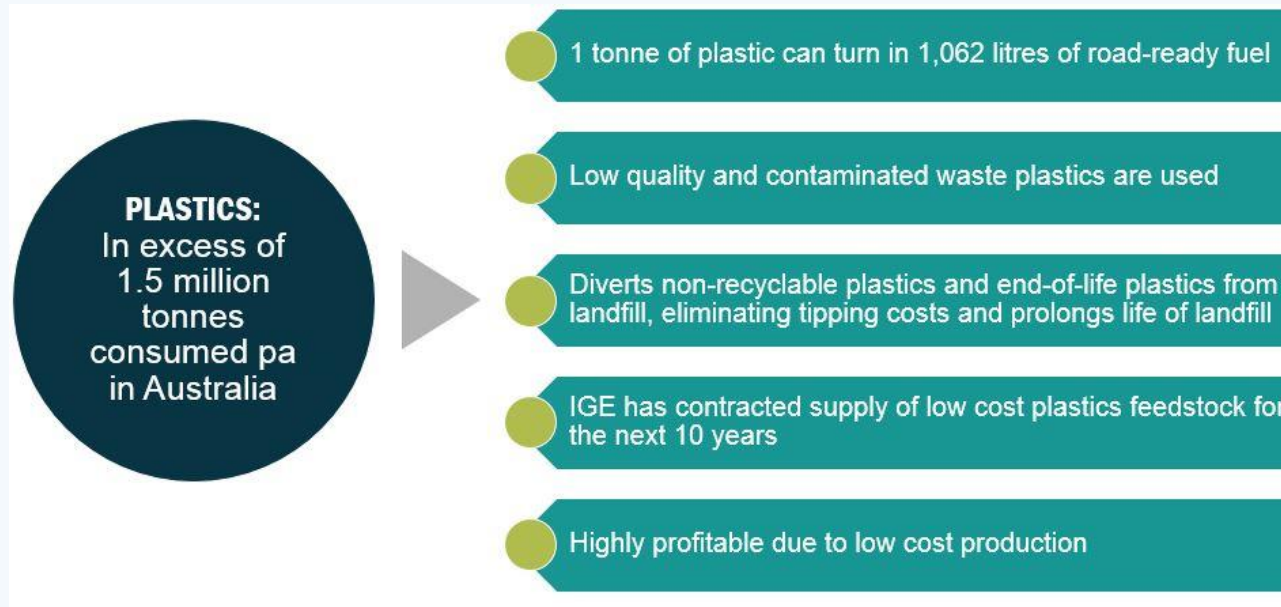 PLASTICS:
In excess of
1.5 million
tonnes
consumed pa
in Australia
1 tonne of plastic can turn in 1,062 litres of road-ready fuel
Low quality and contaminated waste plastics are used
Diverts non-recyclable plastics and end-of-life plastics from
landfill, eliminating tipping costs and prolongs life of landfill
IGE has contracted supply of low cost plastics feedstock for
the next 10 years
Highly profitable due to low cost production